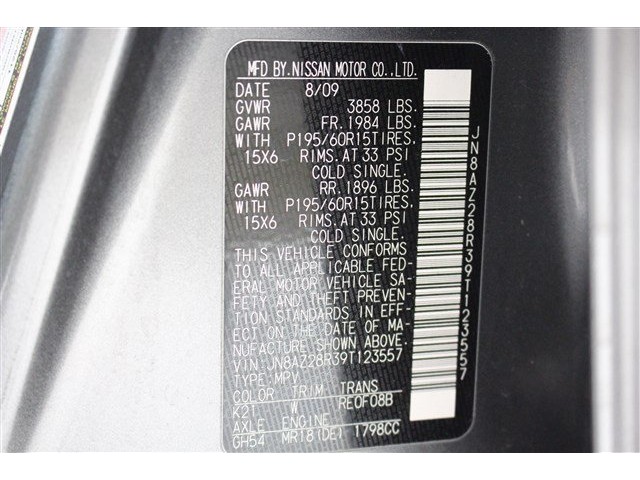 MFD BY.NISSAN MOTOR CO.,LTD.
DATE 8/09
GVWR 3858 LBS.
GAWR FR.1984 LBS.
WITH P195/60R15TIRES.
15X6 RIMS.AT 33 PSI
COLD SINGLE.
GAWR RR.1896 LBS.
WITH P195/60R15TIRES.
15X6 RIMS.AT 33 PSI
COLD SINGLE.
THIS VEHICLE CONFORMS
TO ALL APPLICABLE FED-
ERAL MOTOR VEHICLE SA-
FETY AND THEFT PREVEN-
TION STANDARDS IN EFF-
ECT ON THE DATE OF MA-
NUFACTURE SHOWN ABOVE.
VIN:JN8AZ28R39T123557
TYPE:MPV
COLOR TRIM TRANS
K2T W RE0F08B
AXLE ENGINE
GH54 MR18(DE) 1798CC
JN8AZ28R39T123557